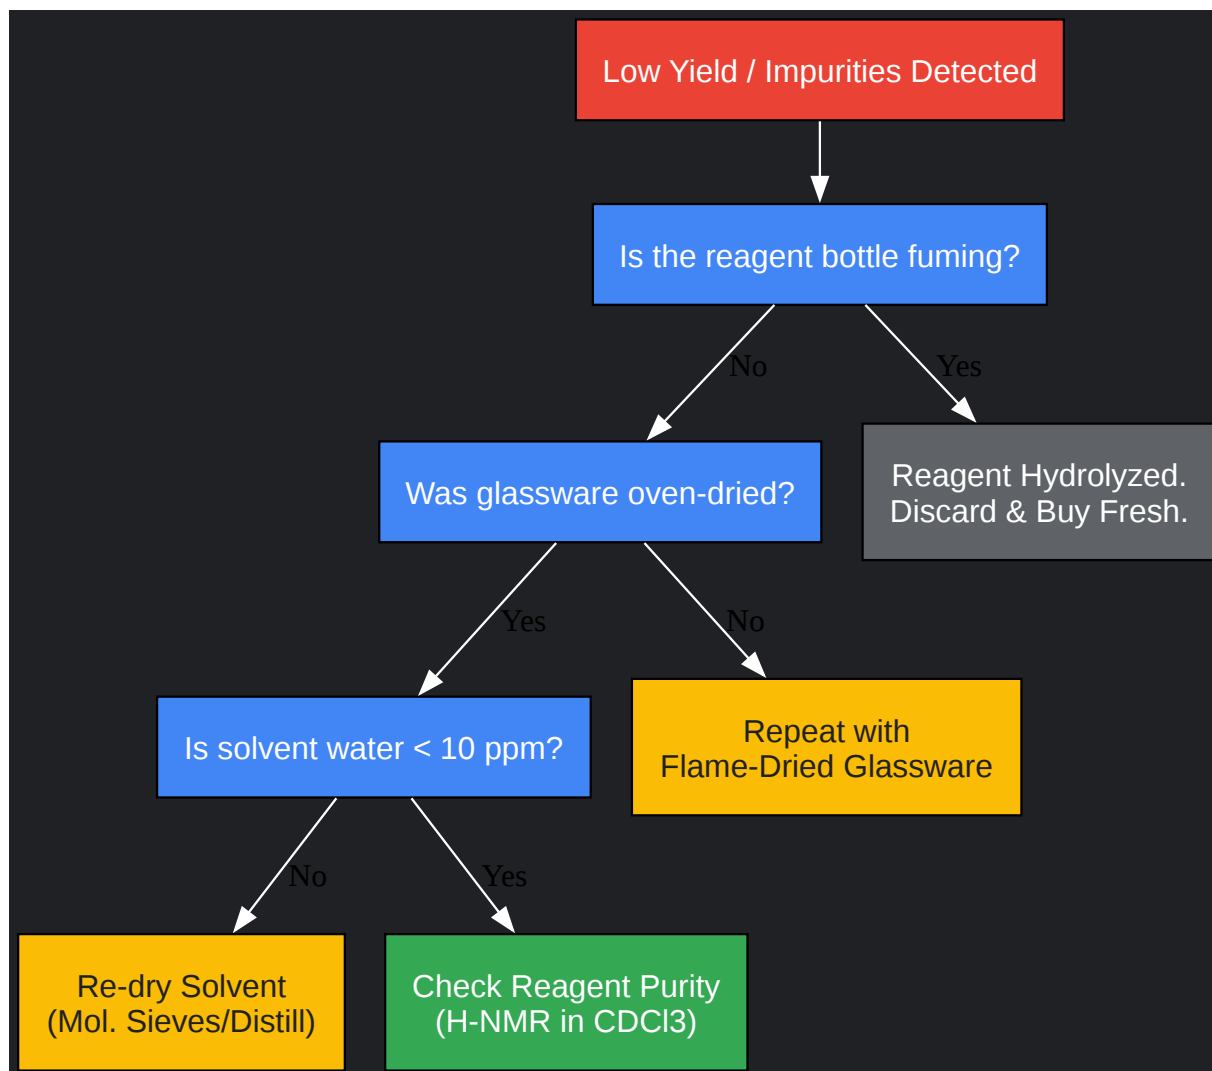 Low Yield / Impurities Detected
Is the reagent bottle fuming?
No
Yes
Was glassware oven-dried?
Reagent Hydrolyzed.
Discard & Buy Fresh.
Yes
No
Is solvent water < 10 ppm?
Repeat with
Flame-Dried Glassware
No
Yes
Re-dry Solvent
(Mol. Sieves/Distill)
Check Reagent Purity
(H-NMR in CDCl3)